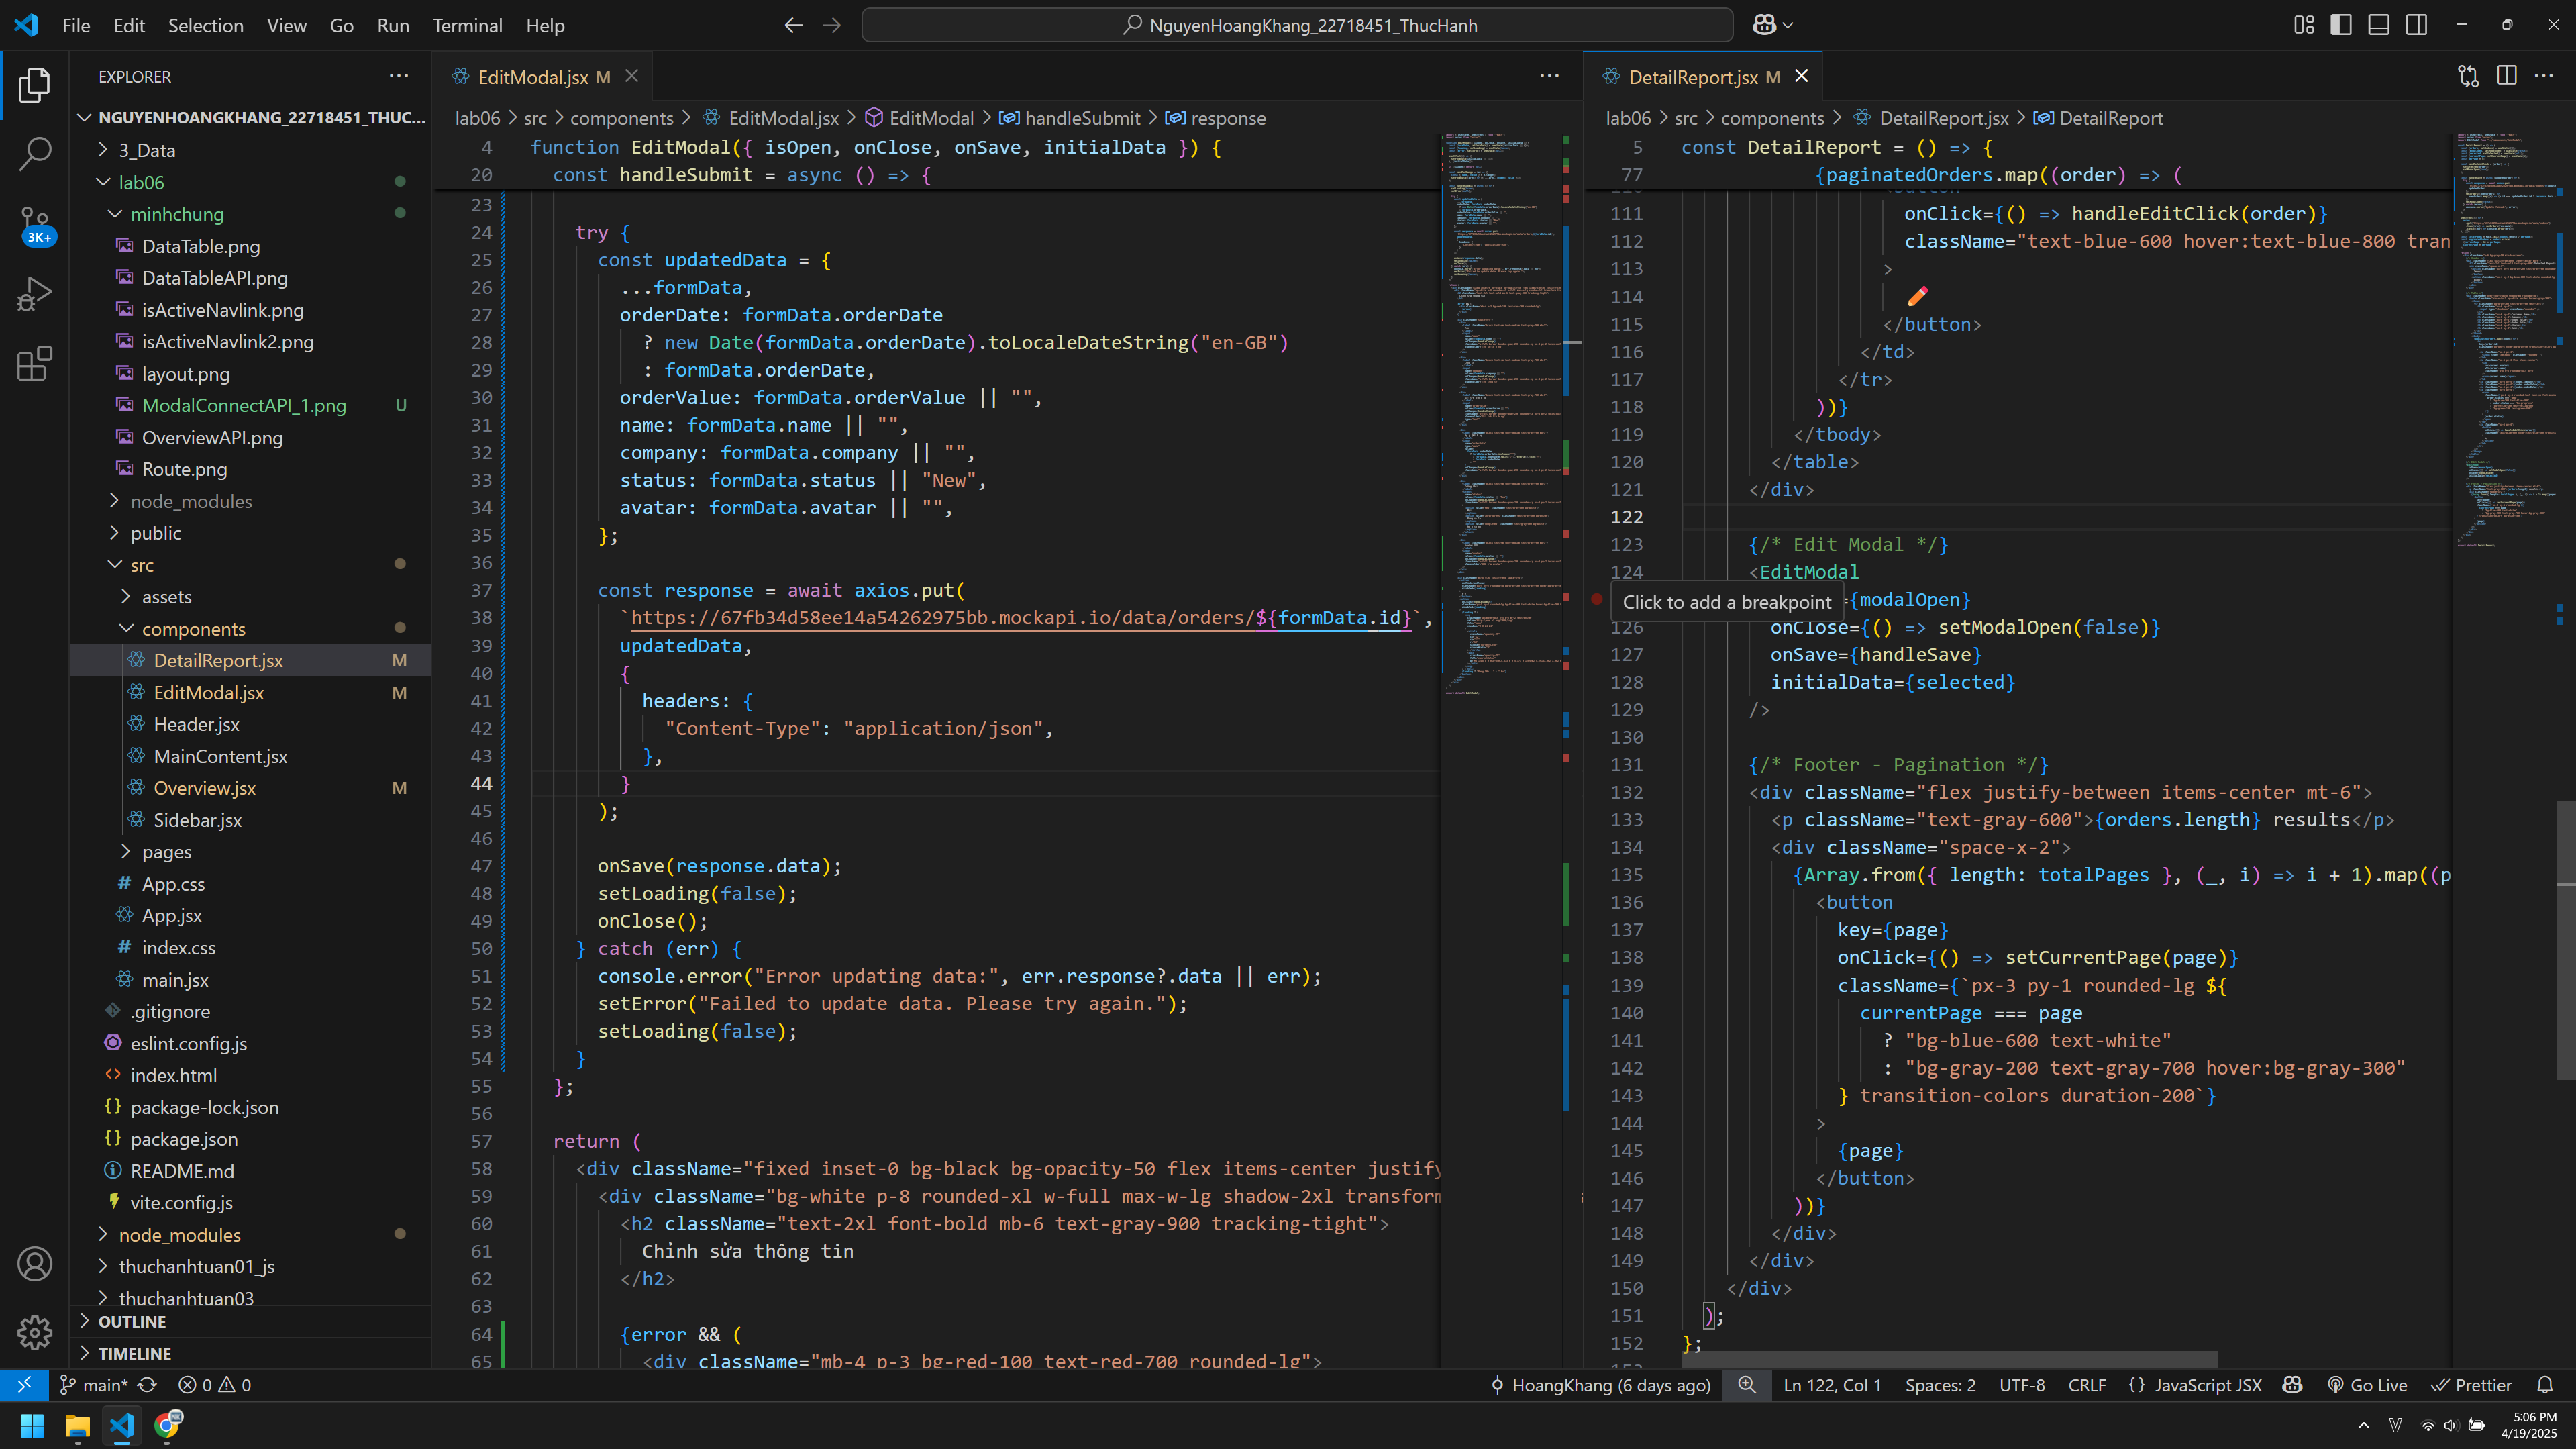 File Edit Selection View Go Run Terminal Help
NguyenHoangKhang_22718451_ThucHanh
EXPLORER
NGUYENHOANGKHANG_22718451_THUC...
3_Data
lab06
minhchung
DataTable.png
DataTableAPI.png
isActiveNavlink.png
isActiveNavlink2.png
layout.png
ModalConnectAPI_1.png U
OverviewAPI.png
Route.png
node_modules
public
src
assets
components
DetailReport.jsx M
EditModal.jsx M
Header.jsx
MainContent.jsx
Overview.jsx M
Sidebar.jsx
pages
App.css
App.jsx
index.css
main.jsx
.gitignore
eslint.config.js
index.html
package-lock.json
package.json
README.md
vite.config.js
node_modules
thuchanhtuan01_js
thuchanhtuan03
OUTLINE
TIMELINE
3K+
EditModal.jsx M
lab06 > src > components > EditModal.jsx > EditModal > handleSubmit > response
4 function EditModal({ isOpen, onClose, onSave, initialData }) {
20 const handleSubmit = async () => {
23
24 try {
25 const updatedData = {
26 ...formData,
27 orderDate: formData.orderDate
28 ? new Date(formData.orderDate).toLocaleDateString("en-GB")
29 : formData.orderDate,
30 orderValue: formData.orderValue || "",
31 name: formData.name || "",
32 company: formData.company || "",
33 status: formData.status || "New",
34 avatar: formData.avatar || "",
35 };
36
37 const response = await axios.put(
38 `https://67fb34d58ee14a54262975bb.mockapi.io/data/orders/${formData.id}`,
39 updatedData,
40 {
41 headers: {
42 "Content-Type": "application/json",
43 },
44 }
45 );
46
47 onSave(response.data);
48 setLoading(false);
49 onClose();
50 } catch (err) {
51 console.error("Error updating data:", err.response?.data || err);
52 setError("Failed to update data. Please try again.");
53 setLoading(false);
54 }
55 };
56
57 return (
58 <div className="fixed inset-0 bg-black bg-opacity-50 flex items-center justify
59 <div className="bg-white p-8 rounded-xl w-full max-w-lg shadow-2xl transform
60 <h2 className="text-2xl font-bold mb-6 text-gray-900 tracking-tight">
61 Chỉnh sửa thông tin
62 </h2>
63
64 {error && (
65 <div className="mb-4 p-3 bg-red-100 text-red-700 rounded-lg">
DetailReport.jsx M
lab06 > src > components > DetailReport.jsx > DetailReport
5 const DetailReport = () => {
77 {paginatedOrders.map((order) => (
111 onClick={() => handleEditClick(order)}
112 className="text-blue-600 hover:text-blue-800 tran
113 >
114
115 </button>
116 </td>
117 </tr>
118 ))}
119 </tbody>
120 </table>
121 </div>
122
123 {/* Edit Modal */}
124 <EditModal
Click to add a breakpoint
={modalOpen}
126 onClose={() => setModalOpen(false)}
127 onSave={handleSave}
128 initialData={selected}
129 />
130
131 {/* Footer - Pagination */}
132 <div className="flex justify-between items-center mt-6">
133 <p className="text-gray-600">{orders.length} results</p>
134 <div className="space-x-2">
135 {Array.from({ length: totalPages }, (_, i) => i + 1).map((p
136 <button
137 key={page}
138 onClick={() => setCurrentPage(page)}
139 className={`px-3 py-1 rounded-lg ${
140 currentPage === page
141 ? "bg-blue-600 text-white"
142 : "bg-gray-200 text-gray-700 hover:bg-gray-300"
143 } transition-colors duration-200`}
144 >
145 {page}
146 </button>
147 ))}
148 </div>
149 </div>
150 </div>
151 );
152 };
main* 0 0 HoangKhang (6 days ago) Ln 122, Col 1 Spaces: 2 UTF-8 CRLF {} JavaScript JSX Go Live Prettier
5:06 PM
4/19/2025